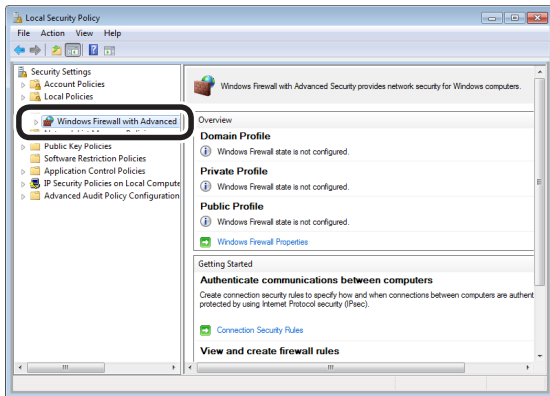 Local Security Policy
File Action View Help
Security Settings
Account Policies
Local Policies
Windows Firewall with Advanced
Public Key Policies
Software Restriction Policies
Application Control Policies
IP Security Policies on Local Compute
Advanced Audit Policy Configuration
Windows Firewall with Advanced Security provides network security for Windows computers.
Overview
Domain Profile
Windows Firewall state is not configured.
Private Profile
Windows Firewall state is not configured.
Public Profile
Windows Firewall state is not configured.
Windows Firewall Properties
Getting Started
Authenticate communications between computers
Create connection security rules to specify how and when connections between computers are authent
protected by using Internet Protocol security (IPsec).
Connection Security Rules
View and create firewall rules